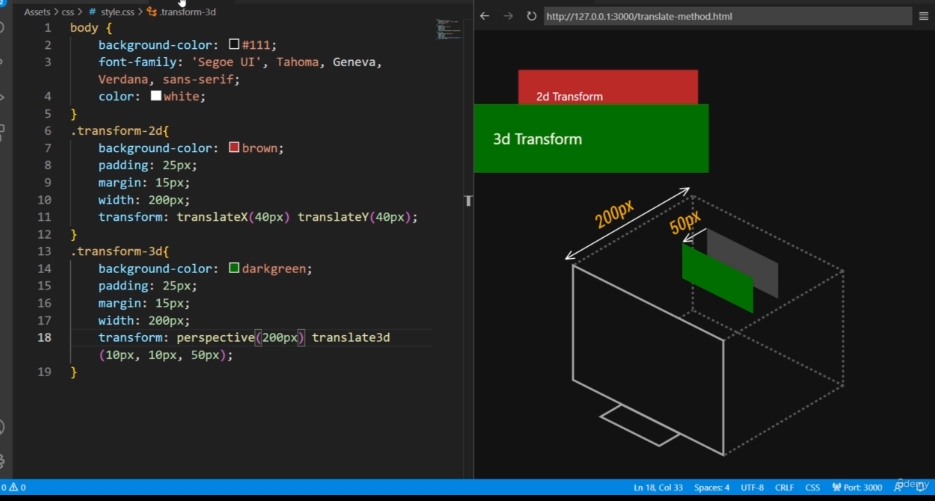 Assets > css > # style.css > .transform-3d
http://127.0.0.1:3000/translate-method.html
1 body {
2 background-color: #111;
3 font-family: 'Segoe UI', Tahoma, Geneva,
Verdana, sans-serif;
4 color: white;
5 }
6 .transform-2d{
7 background-color: brown;
8 padding: 25px;
9 margin: 15px;
10 width: 200px;
11 transform: translateX(40px) translateY(40px);
12 }
13 .transform-3d{
14 background-color: darkgreen;
15 padding: 25px;
16 margin: 15px;
17 width: 200px;
18 transform: perspective(200px) translate3d
(10px, 10px, 50px);
19 }
2d Transform
3d Transform
200px
50px
0 0
Ln 18, Col 33 Spaces: 4 UTF-8 CRLF CSS Port: 3000
Udemy